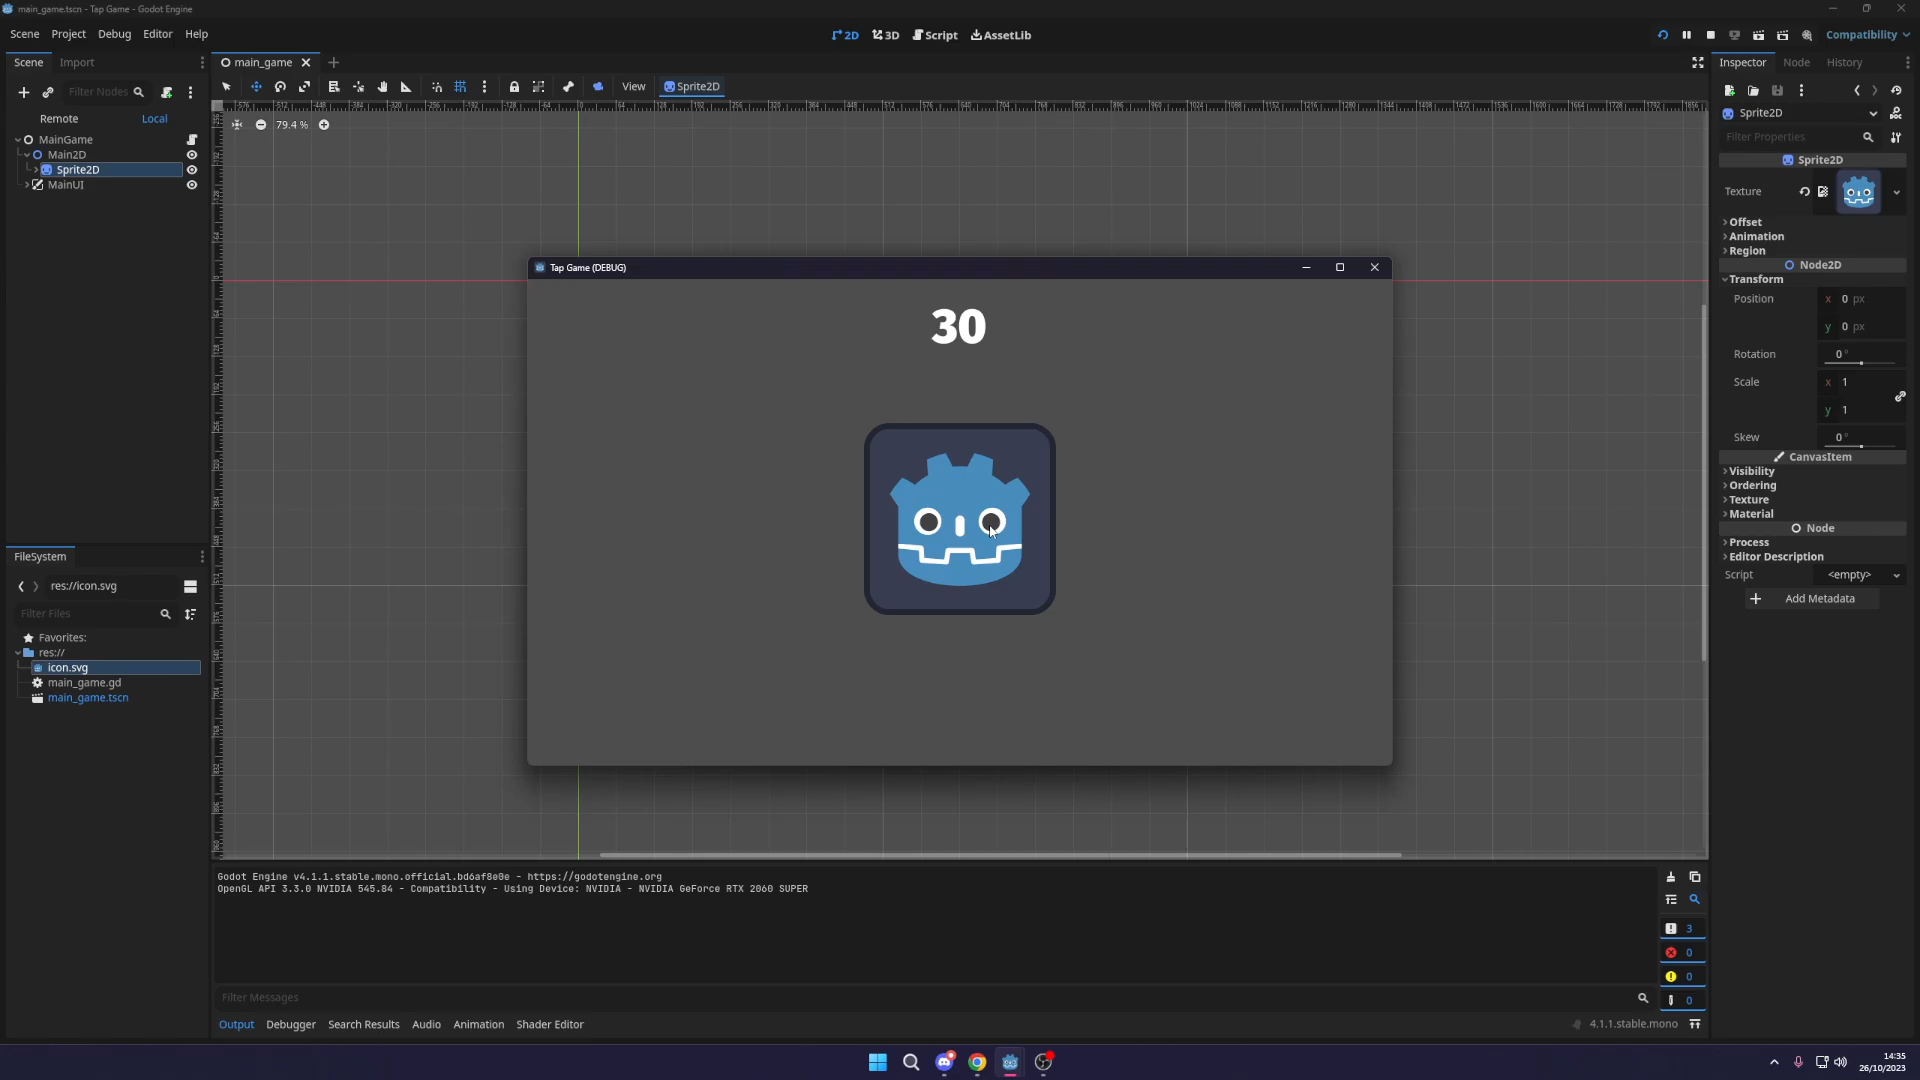 main_game.tscn - Tap Game - Godot Engine
Scene Project Debug Editor Help
2D 3D Script AssetLib
Compatibility
Scene Import
main_game
Inspector Node History
Filter Nodes
View Sprite2D
Remote Local
79.4 %
MainGame
Main2D
Sprite2D
MainUI
Sprite2D
Filter Properties
Sprite2D
Texture
Offset
Animation
Region
Node2D
Transform
Position x 0 px
y 0 px
Rotation 0 °
Scale x 1
y 1
Skew 0 °
CanvasItem
Visibility
Ordering
Texture
Material
Node
Process
Editor Description
Script <empty>
Add Metadata
Tap Game (DEBUG)
30
FileSystem
res://icon.svg
Filter Files
Favorites:
res://
icon.svg
main_game.gd
main_game.tscn
Godot Engine v4.1.1.stable.mono.official.bd6af8e0e - https://godotengine.org
OpenGL API 3.3.0 NVIDIA 545.84 - Compatibility - Using Device: NVIDIA - NVIDIA GeForce RTX 2060 SUPER
3
0
0
0
Filter Messages
Output Debugger Search Results Audio Animation Shader Editor
4.1.1.stable.mono
14:35
26/10/2023